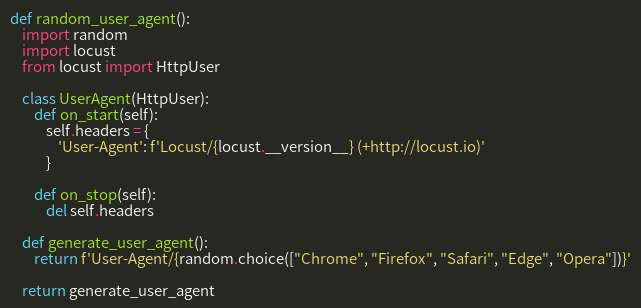 def random_user_agent():
    import random
    import locust
    from locust import HttpUser

    class UserAgent(HttpUser):
        def on_start(self):
            self.headers = {
                'User-Agent': f'Locust/{locust.__version__} (+http://locust.io)'
            }

        def on_stop(self):
            del self.headers

    def generate_user_agent():
        return f'User-Agent/{random.choice(["Chrome", "Firefox", "Safari", "Edge", "Opera"])}'

    return generate_user_agent